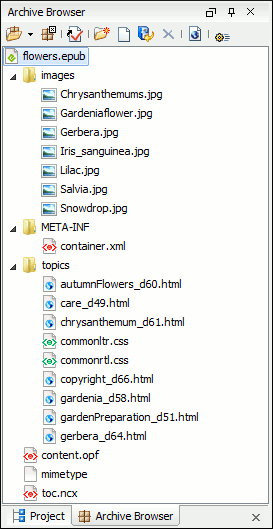 Archive Browser
flowers.epub
images
Chrysanthemums.jpg
Gardeniaflower.jpg
Gerbera.jpg
Iris_sanguinea.jpg
Lilac.jpg
Salvia.jpg
Snowdrop.jpg
META-INF
container.xml
topics
autumnFlowers_d60.html
care_d49.html
chrysanthemum_d61.html
commonltr.css
commonrtl.css
copyright_d66.html
gardenia_d58.html
gardenPreparation_d51.html
gerbera_d64.html
content.opf
mimetype
toc.ncx
Project Archive Browser